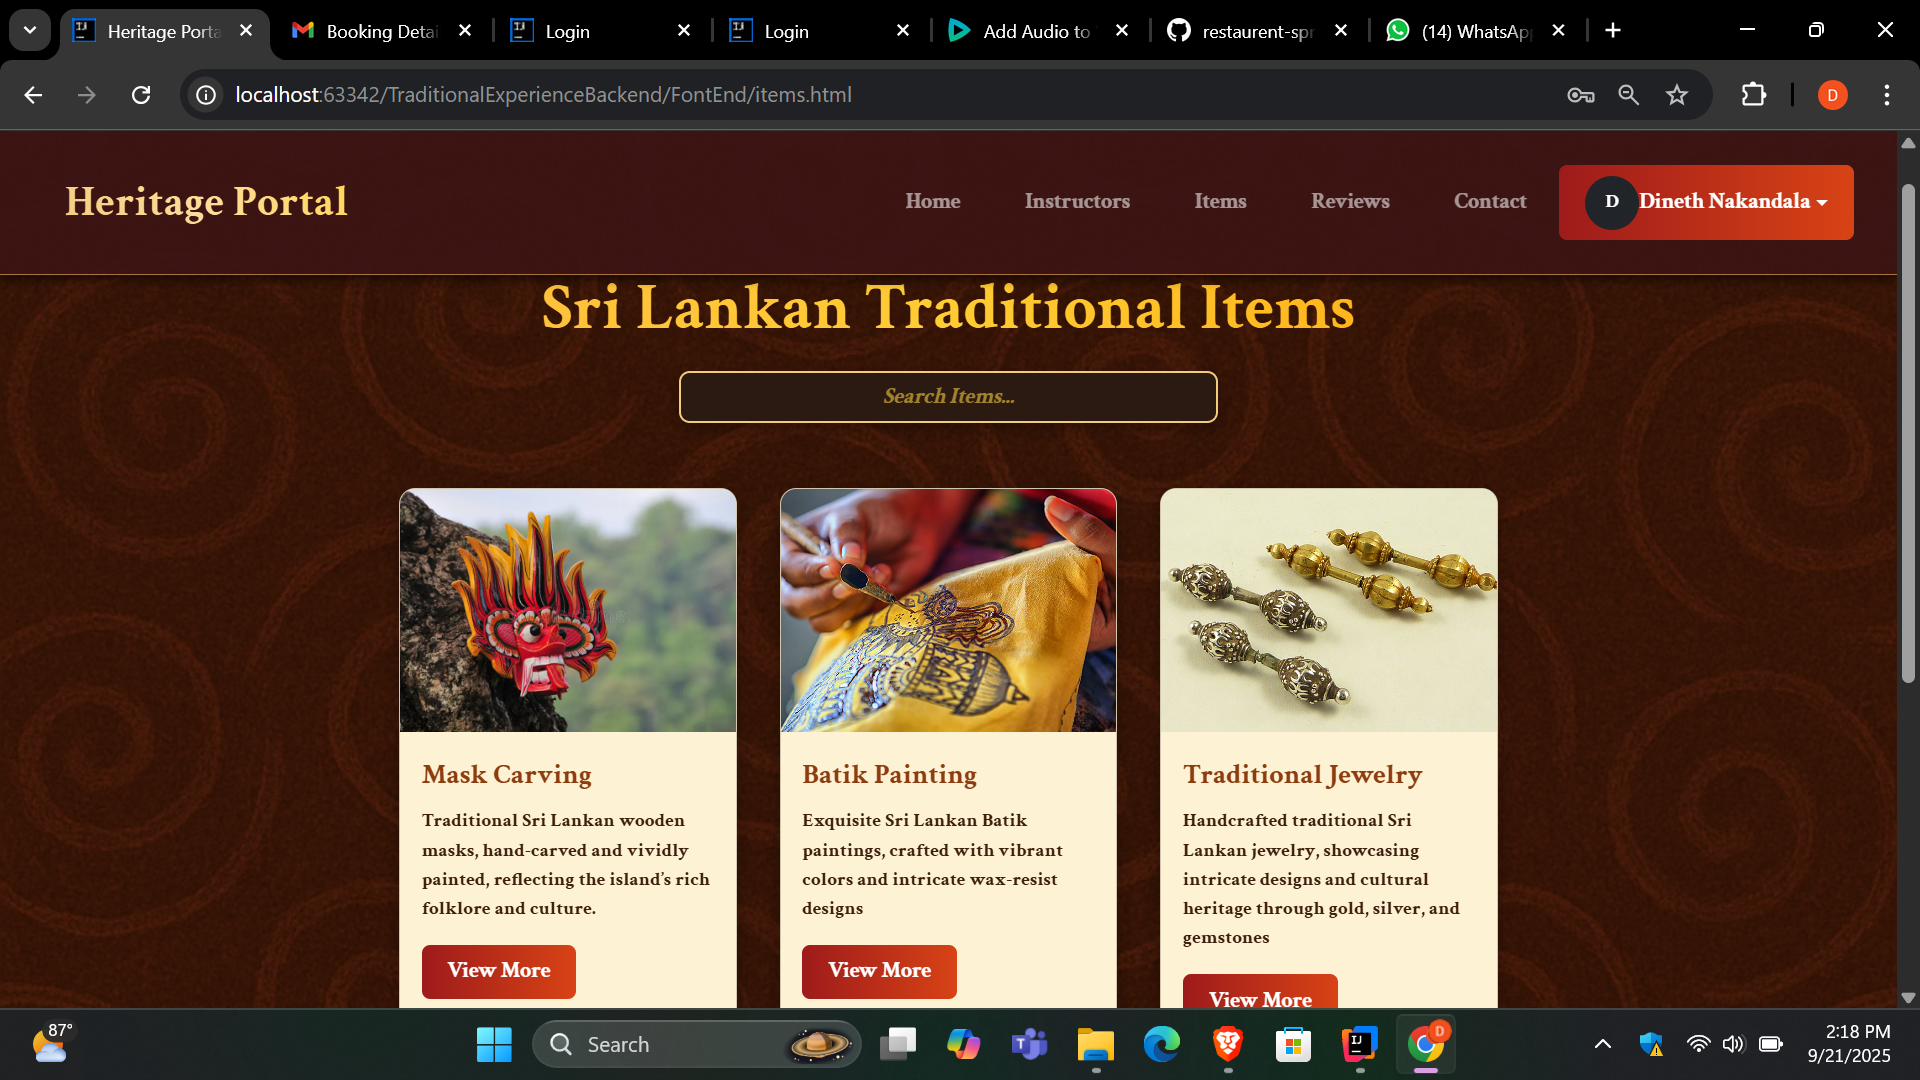 Heritage Porta
Booking Detai
Login
Login
Add Audio to
restaurent-spr
(14) WhatsAp
localhost:63342/TraditionalExperienceBackend/FontEnd/items.html
D
Heritage Portal
Home
Instructors
Items
Reviews
Contact
D
Dineth Nakandala
Sri Lankan Traditional Items
Search Items...
Mask Carving
Traditional Sri Lankan wooden
masks, hand-carved and vividly
painted, reflecting the island's rich
folklore and culture.
View More
Batik Painting
Exquisite Sri Lankan Batik
paintings, crafted with vibrant
colors and intricate wax-resist
designs
View More
Traditional Jewelry
Handcrafted traditional Sri
Lankan jewelry, showcasing
intricate designs and cultural
heritage through gold, silver, and
gemstones
View More
87°
Search
D
2:18 PM
9/21/2025